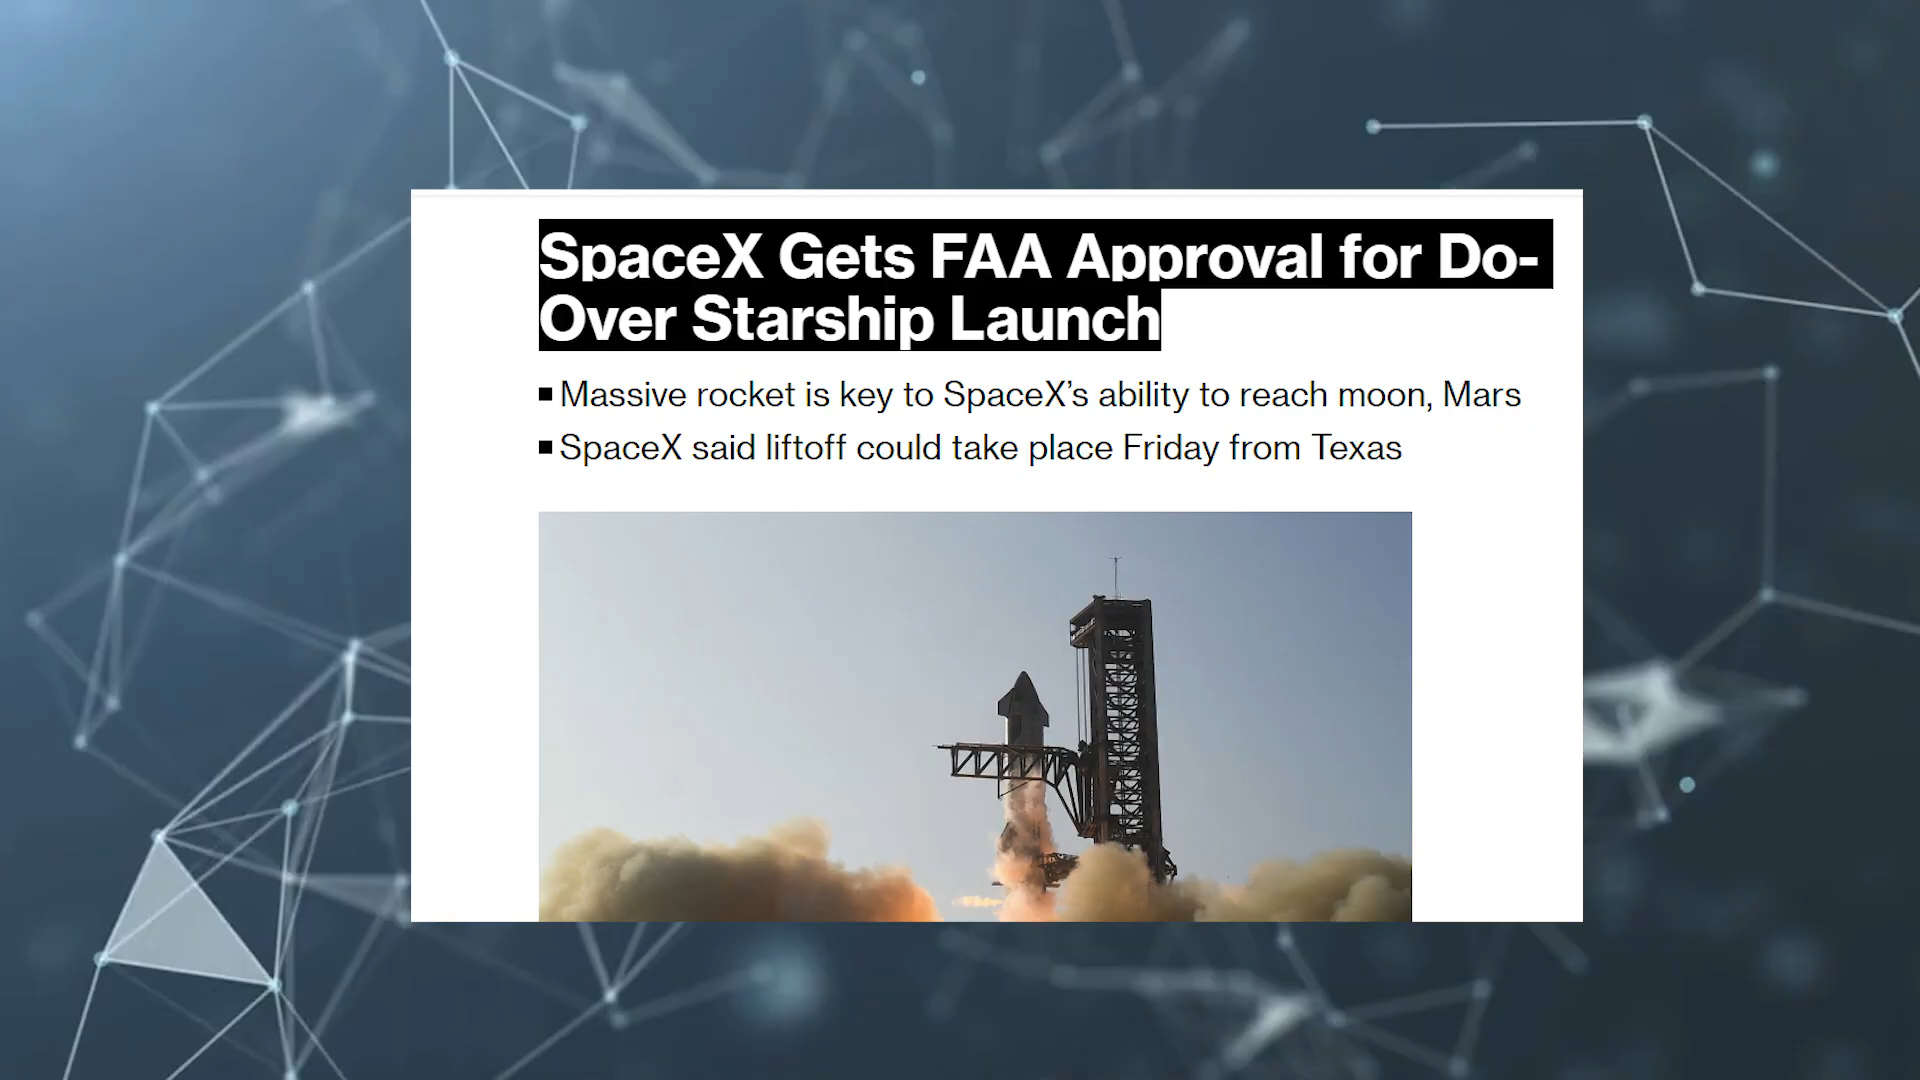 SpaceX Gets FAA Approval for Do-
Over Starship Launch
■ Massive rocket is key to SpaceX’s ability to reach moon, Mars
■ SpaceX said liftoff could take place Friday from Texas